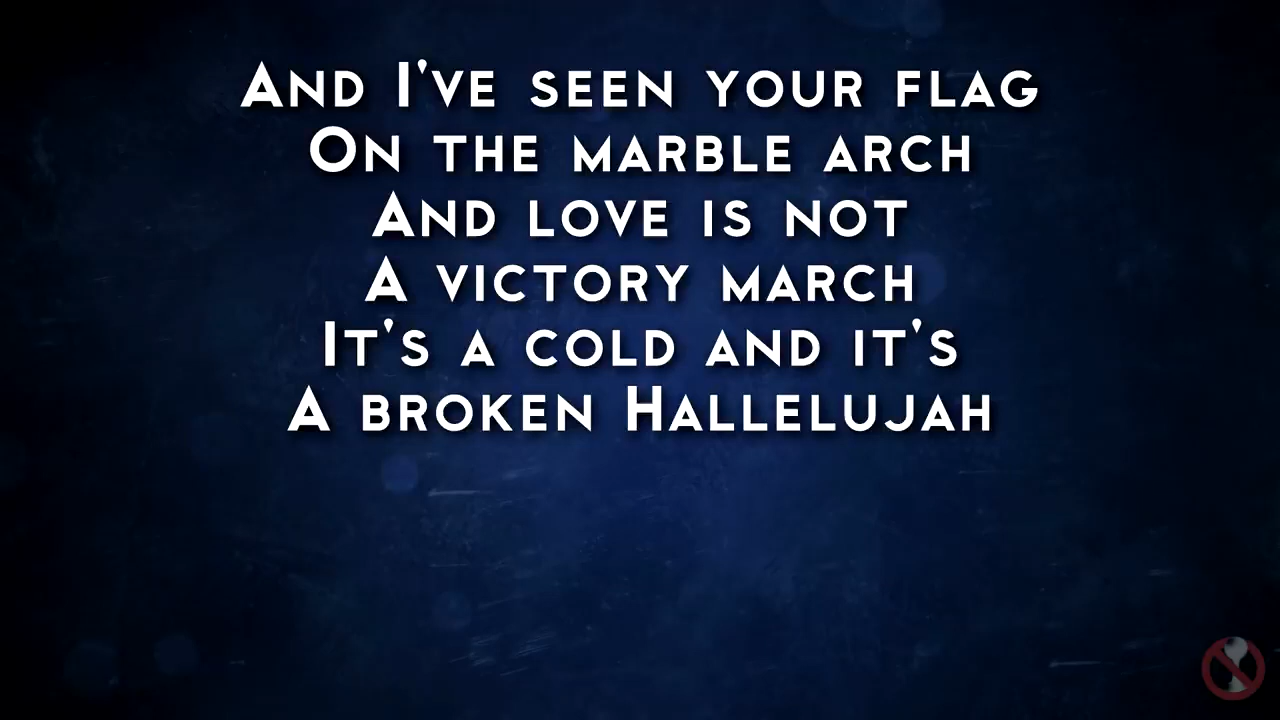 And I've seen your flag
On the marble arch
And love is not
A victory march
It's a cold and it's
A broken Hallelujah